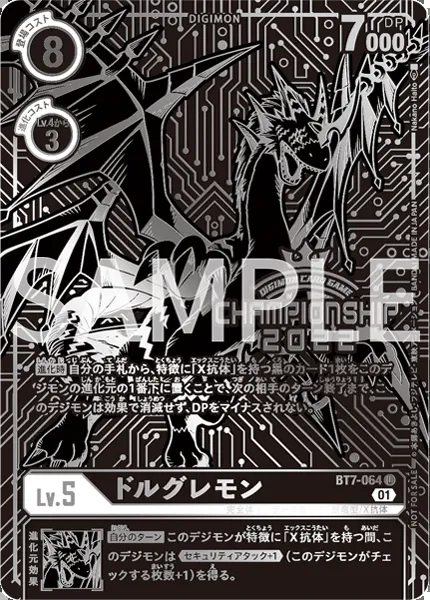 登場コスト
8
DIGIMON
7000
DP
進化コスト
Lv.4から
3
Nakano Haito
SAMPLE
DIGIMON CARD GAME
CHAMPIONSHIP
進化時 自分の手札から、特徴に「X抗体」を持つ黒のカード1枚をこのデ
ジモンの進化元の1番下に置くことで、次の相手のターン終了まで、こ
のデジモンは効果で消滅せず、DPをマイナスされない。
BT7-064 U
Lv.5
ドルグレモン
01
完全体
獣竜型/X抗体
NOT FOR SALE
MADE IN JAPAN
進化元効果
自分のターン このデジモンが特徴に「X抗体」を持つ間、こ
のデジモンは セキュリティアタック+1 (このデジモンがチェ
ックする枚数+1)を得る。